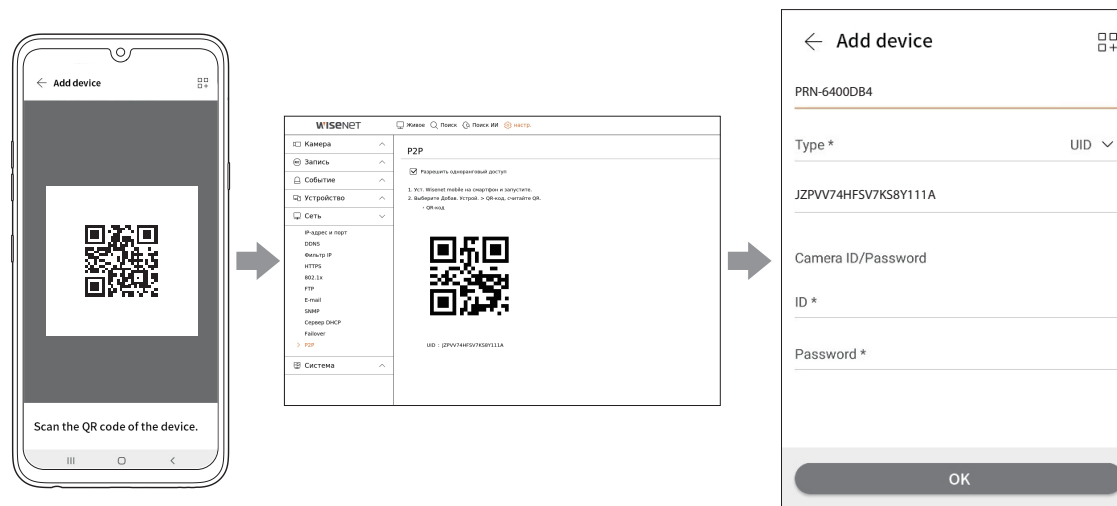 Add device
Scan the QR code of the device.
WISENET
Живое Поиск Поиск ИИ настр.
Камера
Запись
Событие
Устройство
Сеть
IP-адрес и порт
DDNS
Фильтр IP
HTTPS
802.1x
FTP
E-mail
SNMP
Сервер DHCP
Failover
> P2P
Система
P2P
Разрешить одноранговый доступ
1. Уст. Wisenet mobile на смартфон и запустите.
2. Выберите Добав. Устрой. > QR-код, считайте QR.
- QR-код
UID : JZPVV74HFSV7KS8Y111A
Add device
PRN-6400DB4
Type * UID
JZPVV74HFSV7KS8Y111A
Camera ID/Password
ID *
Password *
OK